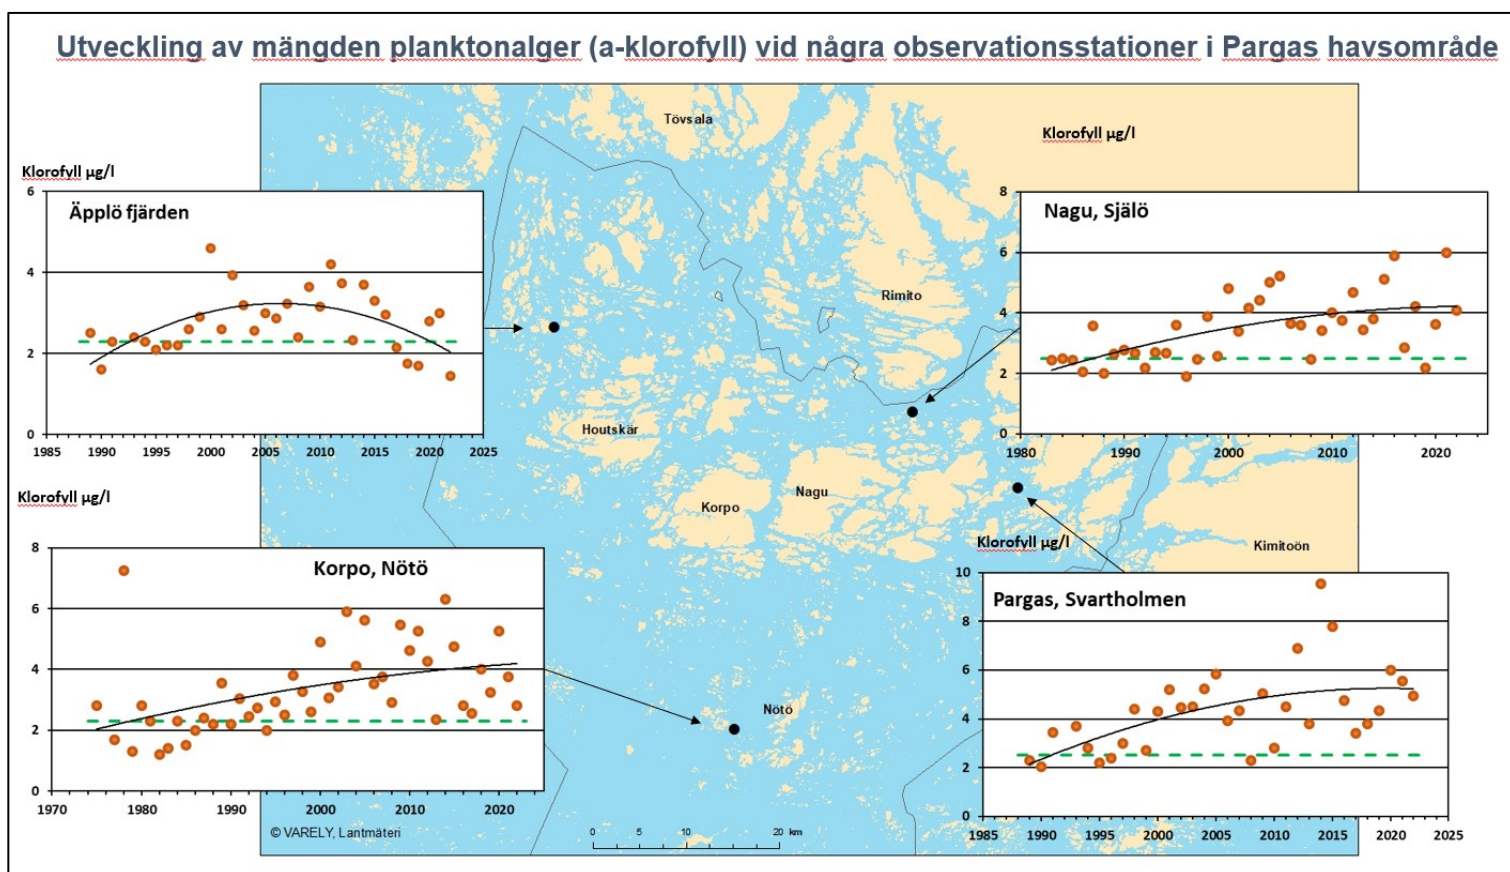 Utveckling av mängden planktonalger (a-klorofyll) vid några observationsstationer i Pargas havsområde
Klorofyll µg/l
6
4
2
0
Äpplö fjärden
1985 1990 1995 2000 2005 2010 2015 2020 2025
Klorofyll µg/l
8
6
4
2
0
Korpo, Nötö
1970 1980 1990 2000 2010 2020
© VARELY, Lantmäteri
Tövsala
Rimito
Houtskär
Korpo
Nagu
Nötö
Kimitoön
0 5 10 20 km
Klorofyll µg/l
8
6
4
2
0
Nagu, Själö
1980 1990 2000 2010 2020
Klorofyll µg/l
10
8
6
4
2
0
Pargas, Svartholmen
1985 1990 1995 2000 2005 2010 2015 2020 2025